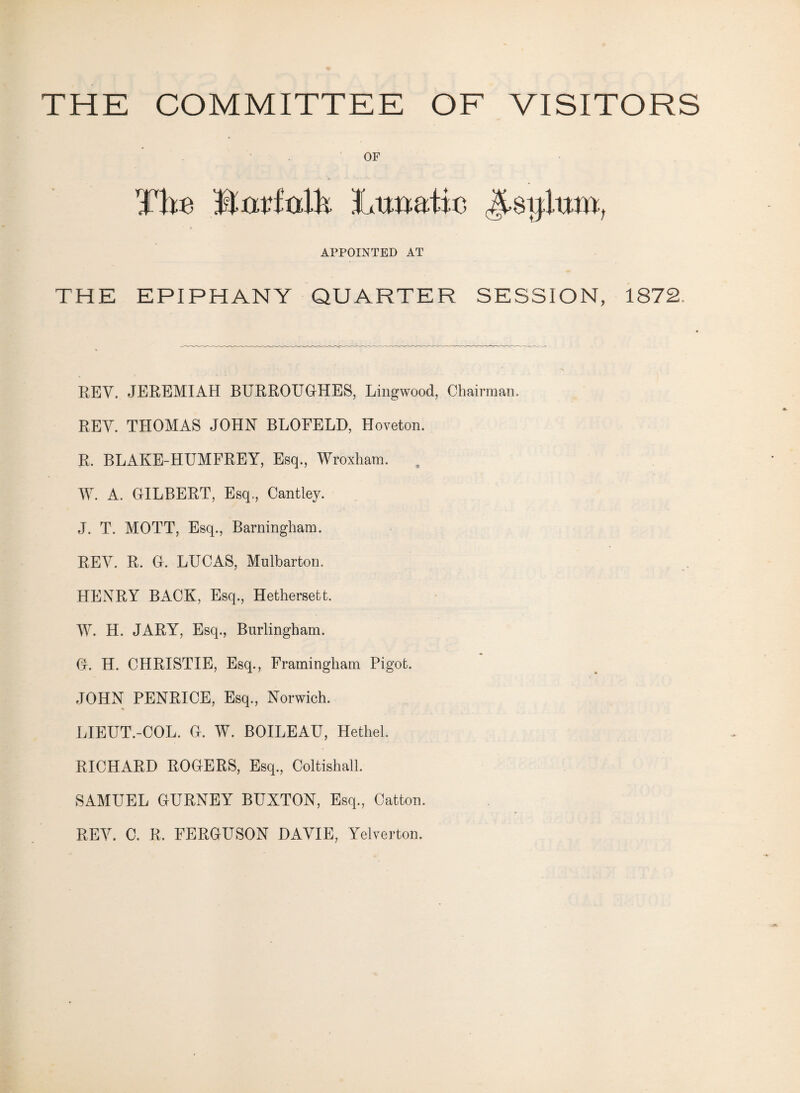 THE COMMITTEE OF VISITORS
OF
The Norfolk Lunatic Asylum,
APPOINTED AT
THE EPIPHANY QUARTER SESSION, 1872.
REV. JEREMIAH BURROUGHES, Lingwood, Chairman.
REV. THOMAS JOHN BLOFELD, Hoveton.
R. BLAKE-HUMFREY, Esq., Wroxham.
W. A. GILBERT, Esq., Cantley.
J. T. MOTT, Esq., Barningham.
REV. R. G. LUCAS, Mulbarton.
HENRY BACK, Esq., Hethersett.
W. H. JARY, Esq., Burlingham.
G. H. CHRISTIE, Esq., Framingham Pigot.
JOHN PENRICE, Esq., Norwich.
LIEUT.-COL. G. W. BOILEAU, Hethel.
RICHARD ROGERS, Esq., Coltishall.
SAMUEL GURNEY BUXTON, Esq., Catton.
REV. C. R. FERGUSON DAVIE, Yelverton.